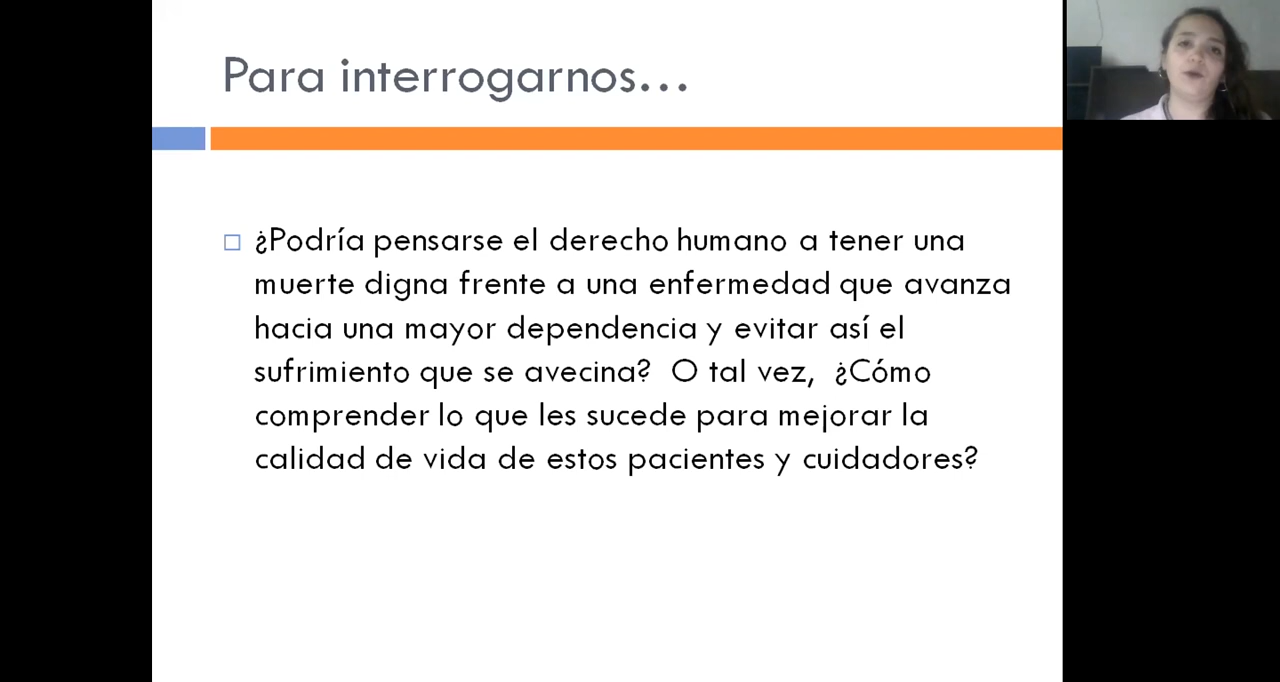 Para interrogarnos…
¿Podría pensarse el derecho humano a tener una
muerte digna frente a una enfermedad que avanza
hacia una mayor dependencia y evitar así el
sufrimiento que se avecina? O tal vez, ¿Cómo
comprender lo que les sucede para mejorar la
calidad de vida de estos pacientes y cuidadores?